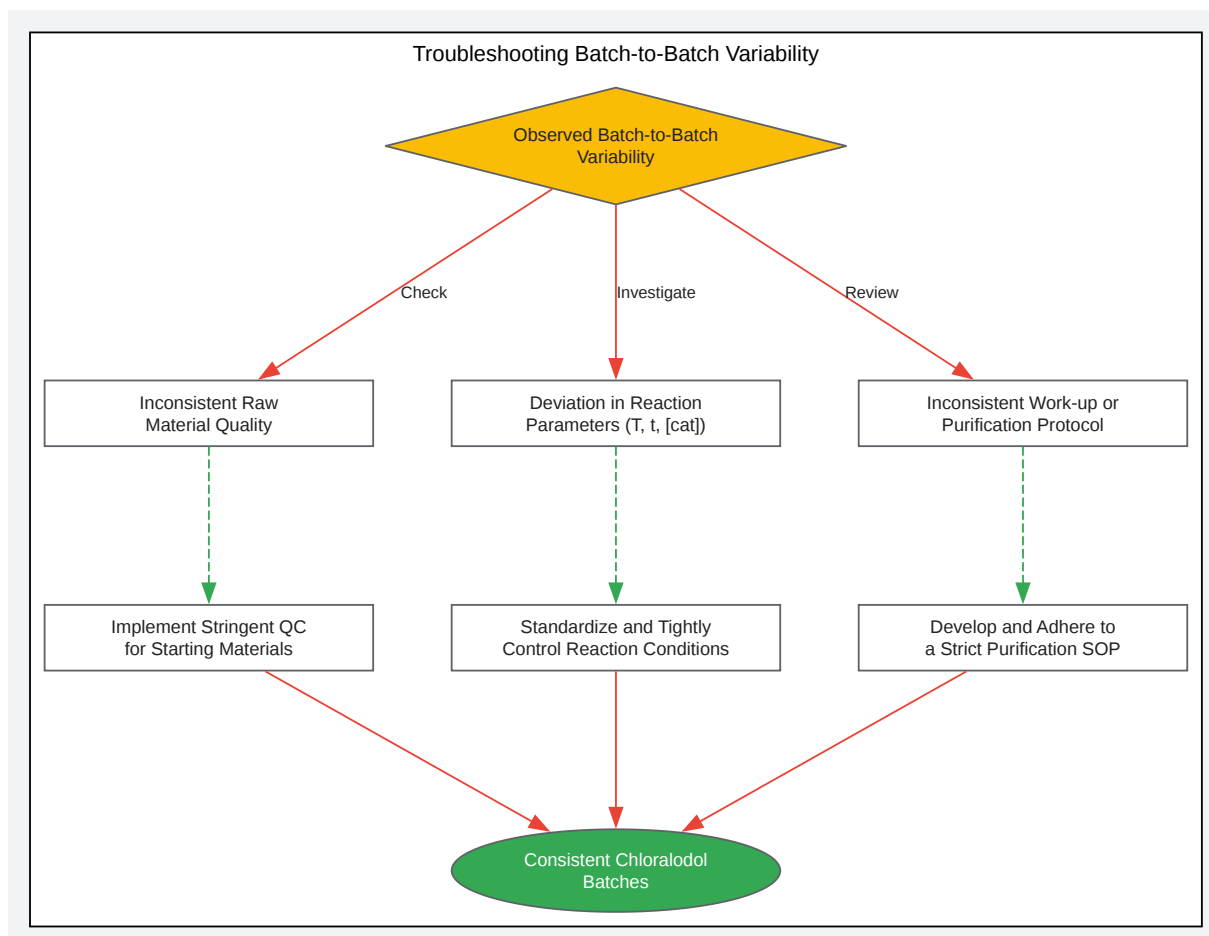 Troubleshooting Batch-to-Batch Variability
Observed Batch-to-Batch
Variability
Check
Investigate
Review
Inconsistent Raw
Material Quality
Deviation in Reaction
Parameters (T, t, [cat])
Inconsistent Work-up or
Purification Protocol
Implement Stringent QC
for Starting Materials
Standardize and Tightly
Control Reaction Conditions
Develop and Adhere to
a Strict Purification SOP
Consistent Chloralodol
Batches